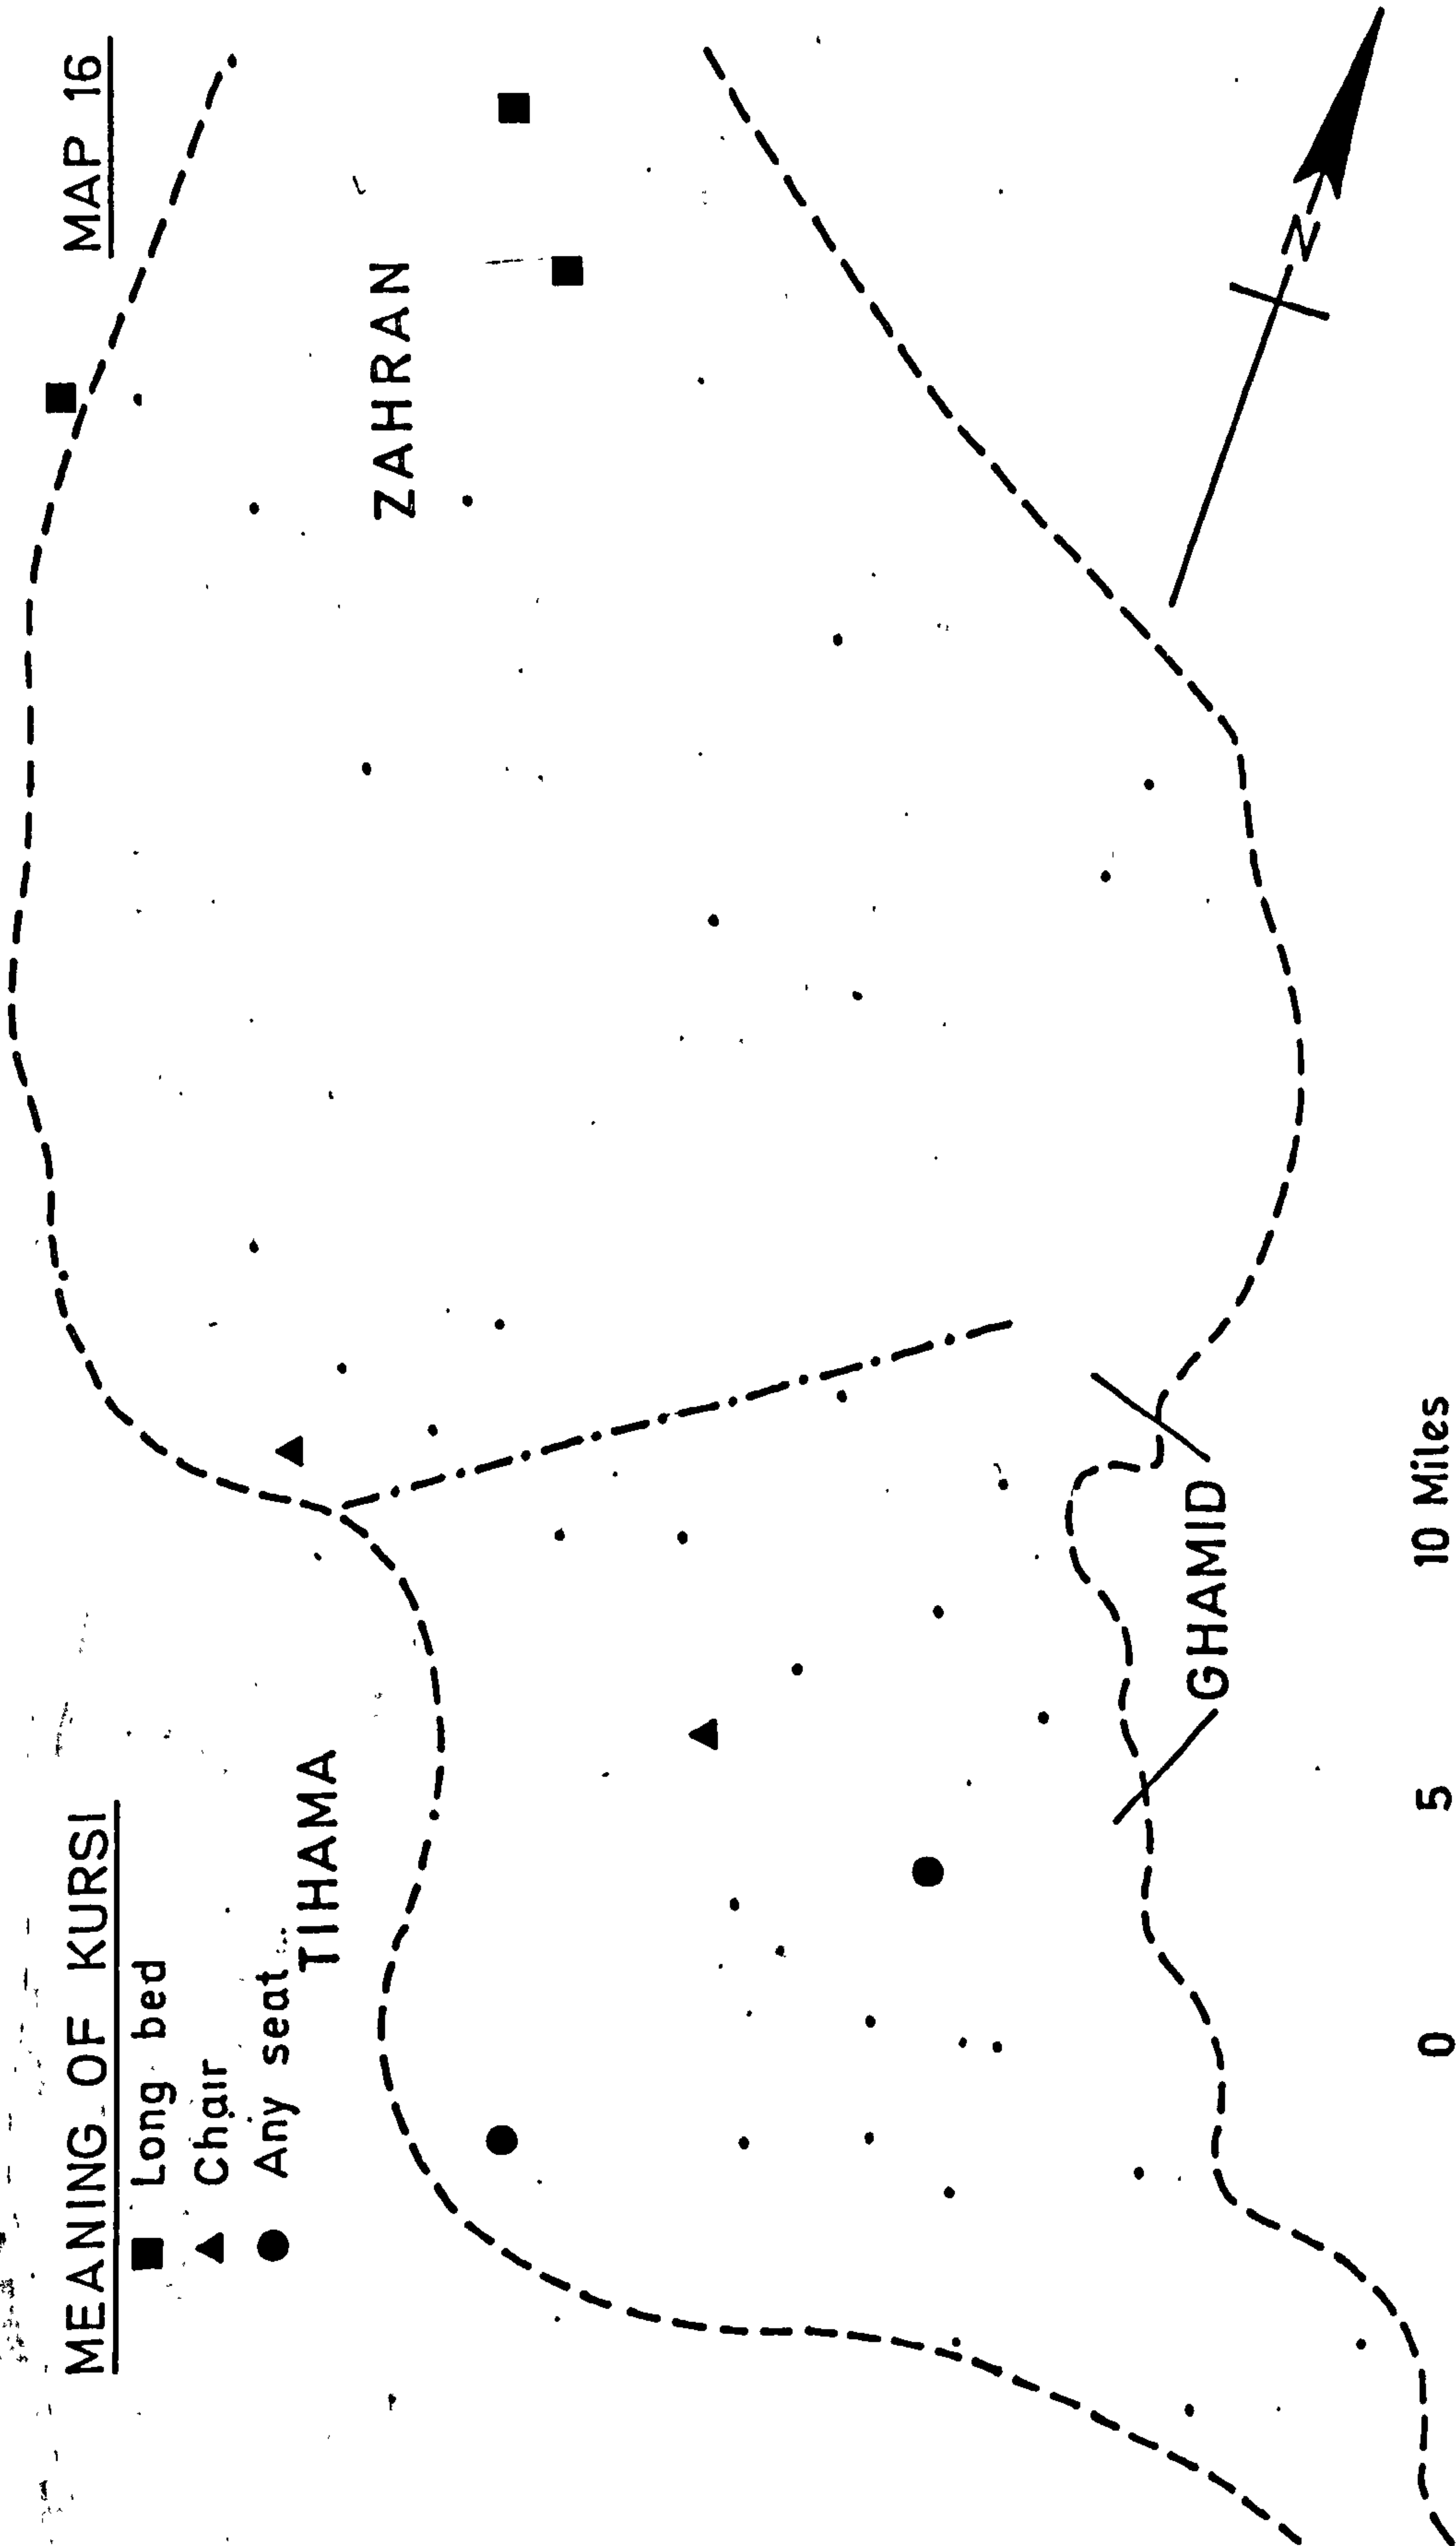 MAP 16
MEANING OF KURSI
Long bed
Chair
Any seat
TIHAMA
ZAHRAN
N
GHAMID
0 5 10 Miles